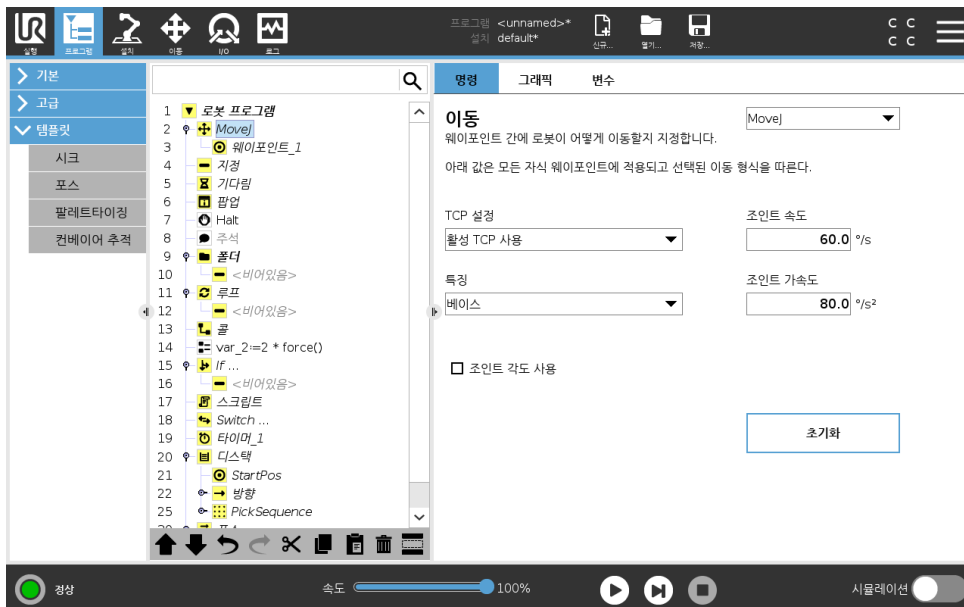 UR
실행
프로그램
설치
이동
I/O
로그
프로그램 <unnamed>*
설치 default*
신규...
열기...
저장...
C C
C C
기본
고급
템플릿
시크
포스
팔레트타이징
컨베이어 추적
1 로봇 프로그램
2 MoveJ
3 웨이포인트_1
4 지정
5 기다림
6 팝업
7 Halt
8 주석
9 폴더
10 <비어있음>
11 루프
12 <비어있음>
13 콜
14 var_2:=2 * force()
15 If ...
16 <비어있음>
17 스크립트
18 Switch ...
19 타이머_1
20 디스택
21 StartPos
22 방향
25 PickSequence
명령 그래픽 변수
이동
MoveJ
웨이포인트 간에 로봇이 어떻게 이동할지 지정합니다.
아래 값은 모든 자식 웨이포인트에 적용되고 선택된 이동 형식을 따른다.
TCP 설정
활성 TCP 사용
조인트 속도
60.0 °/s
특징
베이스
조인트 가속도
80.0 °/s²
조인트 각도 사용
초기화
정상
속도 100%
시뮬레이션